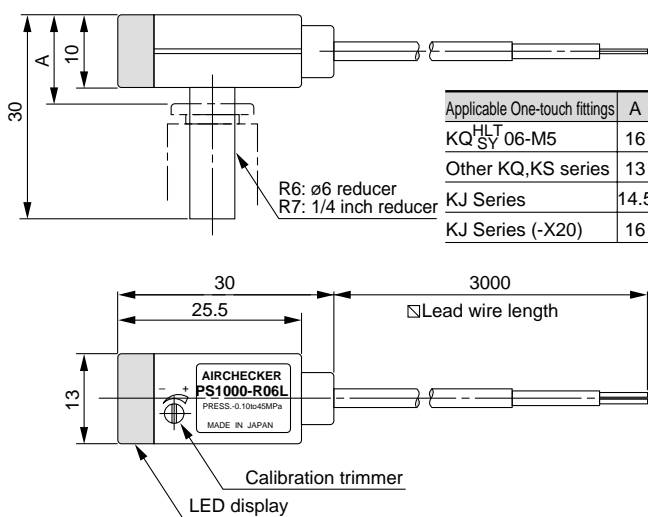 30
A
10
Applicable One-touch fittings A
KQ HLT SY 06-M5 16
Other KQ,KS series 13
KJ Series 14.5
KJ Series (-X20) 16
R6: ø6 reducer
R7: 1/4 inch reducer
30
3000
25.5
Lead wire length
13
AIRCHECKER
− +
PS1000-R06L
PRESS.-0.10to45MPa
MADE IN JAPAN
Calibration trimmer
LED display